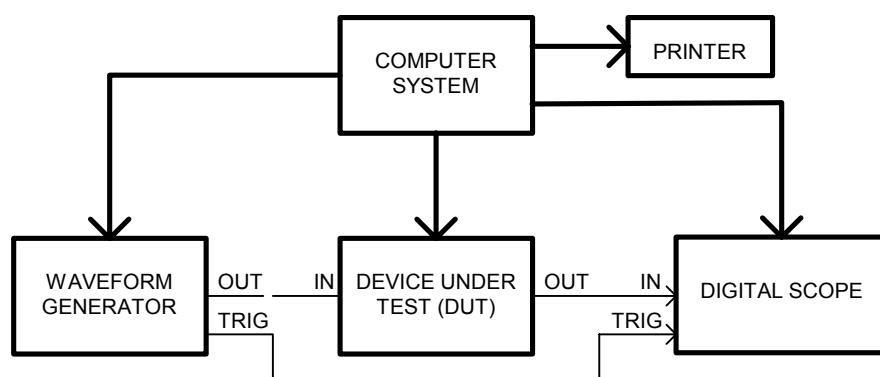 COMPUTER
SYSTEM
PRINTER
WAVEFORM
GENERATOR
OUT
TRIG
IN
DEVICE UNDER
TEST (DUT)
OUT
IN
TRIG
DIGITAL SCOPE